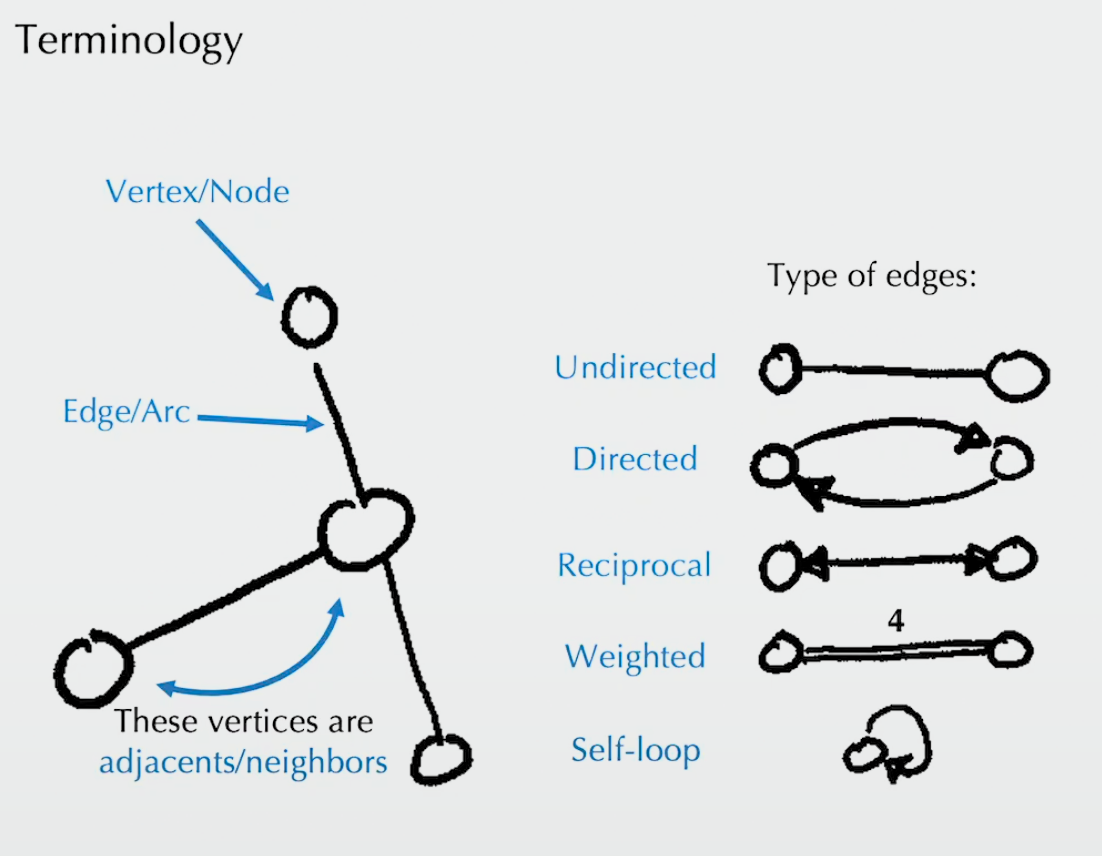 Terminology
Vertex/Node
Edge/Arc
These vertices are
adjacents/neighbors
Type of edges:
Undirected
Directed
Reciprocal
4
Weighted
Self-loop